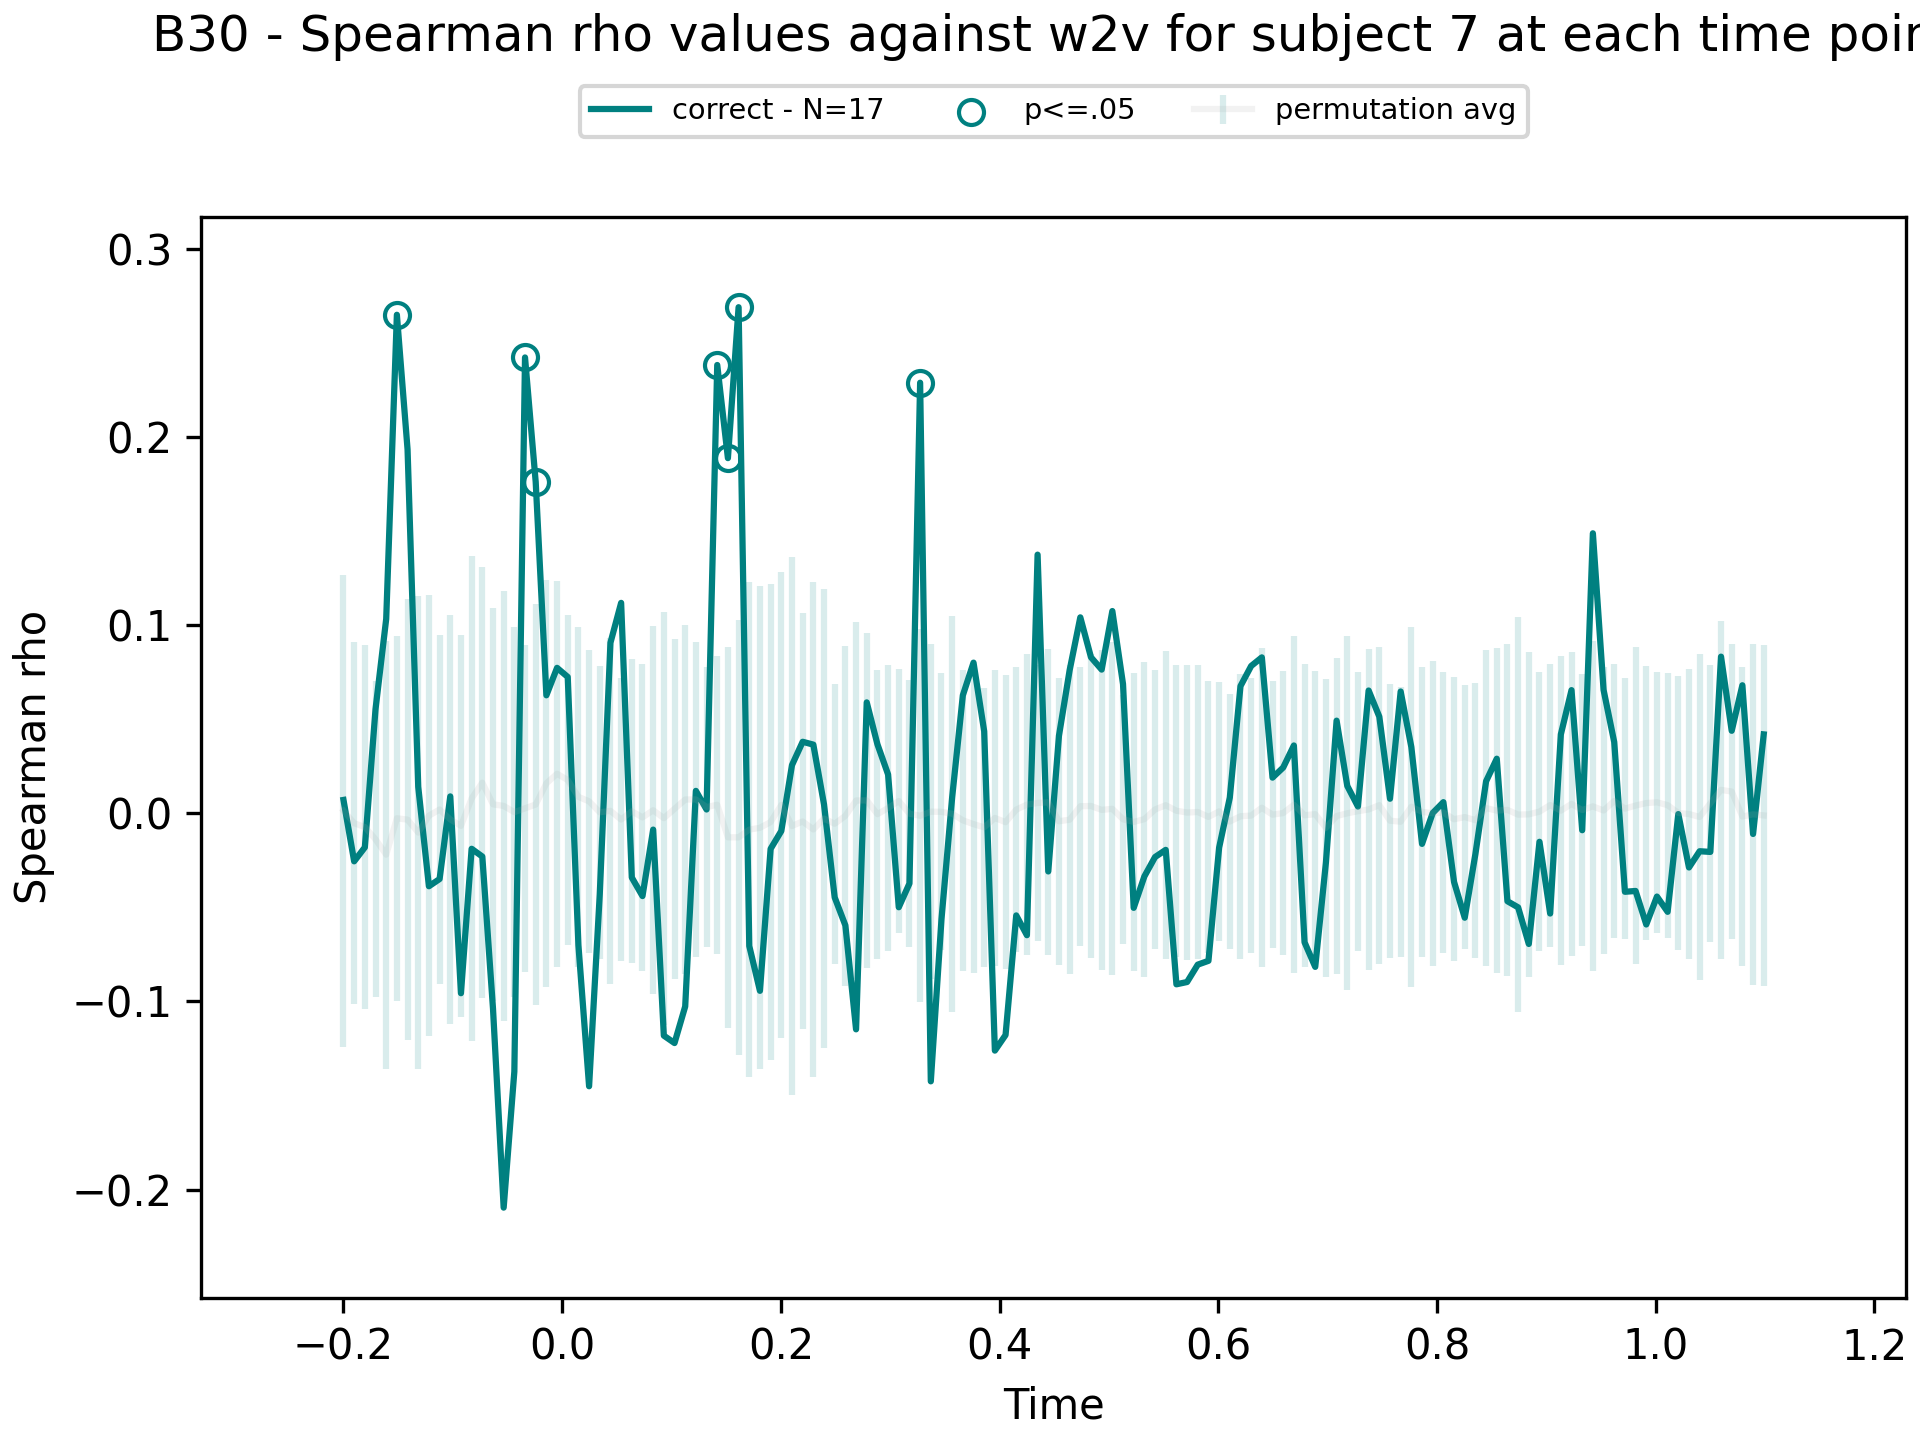 B30 - Spearman rho values against w2v for subject 7 at each time poin
correct - N=17 p<=.05 permutation avg
0.3
0.2
0.1
0.0
−0.1
−0.2
Spearman rho
−0.2 0.0 0.2 0.4 0.6 0.8 1.0 1.2
Time